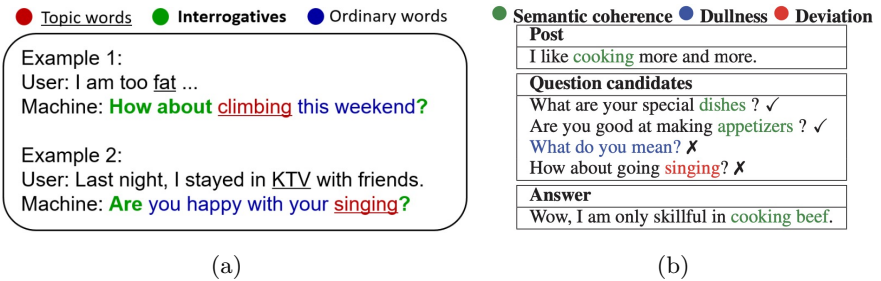 Topic words Interrogatives Ordinary words
Example 1:
User: I am too fat ...
Machine: How about climbing this weekend?
Example 2:
User: Last night, I stayed in KTV with friends.
Machine: Are you happy with your singing?
(a)
Semantic coherence Dullness Deviation
Post
I like cooking more and more.
Question candidates
What are your special dishes ? ✓
Are you good at making appetizers ? ✓
What do you mean? ✗
How about going singing? ✗
Answer
Wow, I am only skillful in cooking beef.
(b)